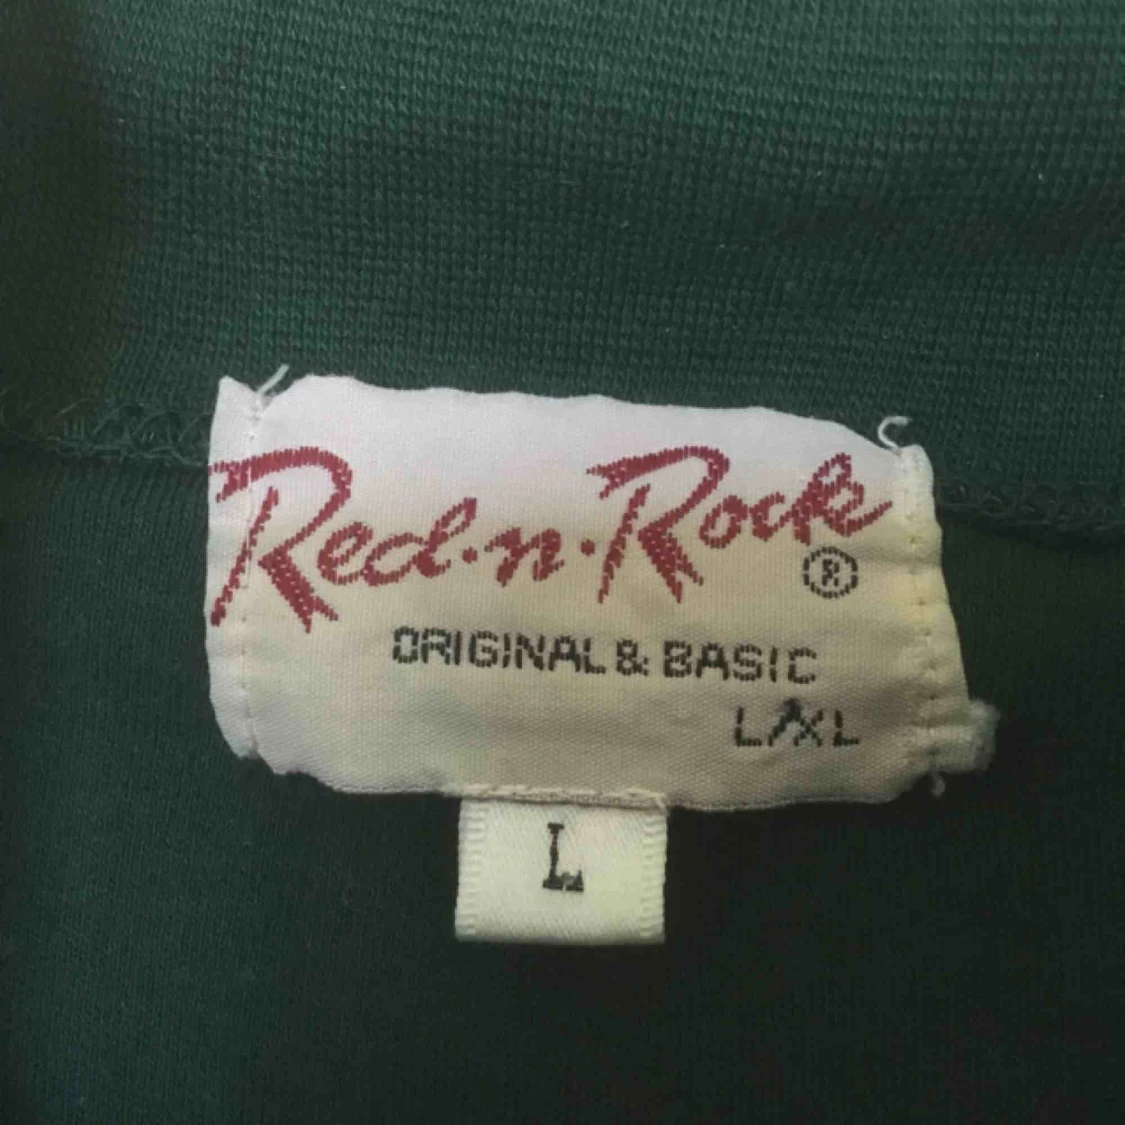 Red·n·Rock
®
ORIGINAL & BASIC
L/XL
L